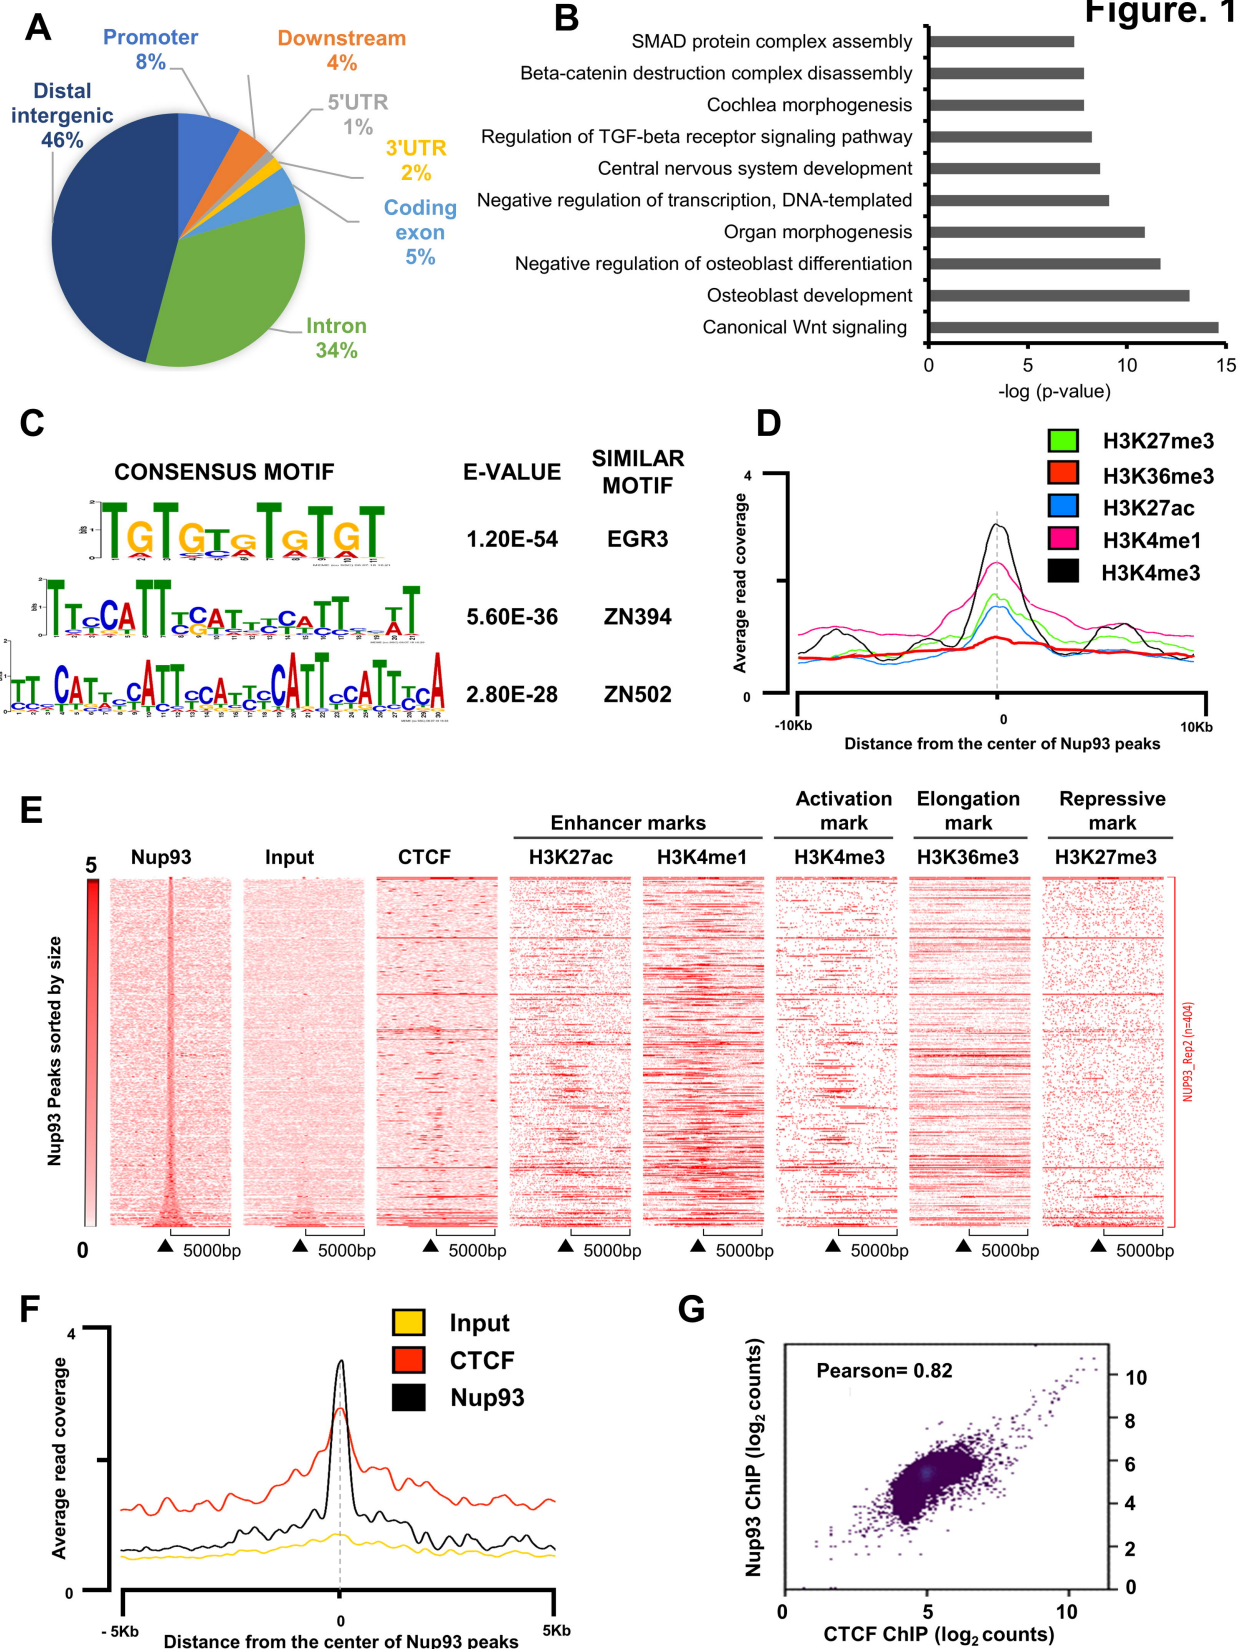 Figure. 1
A
Promoter
8%
Downstream
4%
5'UTR
1%
3'UTR
2%
Coding
exon
5%
Intron
34%
Distal
intergenic
46%
B
SMAD protein complex assembly
Beta-catenin destruction complex disassembly
Cochlea morphogenesis
Regulation of TGF-beta receptor signaling pathway
Central nervous system development
Negative regulation of transcription, DNA-templated
Organ morphogenesis
Negative regulation of osteoblast differentiation
Osteoblast development
Canonical Wnt signaling
0 5 10 15
-log (p-value)
C
CONSENSUS MOTIF E-VALUE SIMILAR
MOTIF
1.20E-54 EGR3
5.60E-36 ZN394
2.80E-28 ZN502
D
H3K27me3
H3K36me3
H3K27ac
H3K4me1
H3K4me3
Average read coverage
4
0
-10Kb 0 10Kb
Distance from the center of Nup93 peaks
E
Enhancer marks
Activation
mark
Elongation
mark
Repressive
mark
Nup93 Input CTCF H3K27ac H3K4me1 H3K4me3 H3K36me3 H3K27me3
5
0
Nup93 Peaks sorted by size
NUP93_Rep2 (n=404)
5000bp 5000bp 5000bp 5000bp 5000bp 5000bp 5000bp 5000bp
F
Input
CTCF
Nup93
Average read coverage
4
0
- 5Kb 0 5Kb
Distance from the center of Nup93 peaks
G
Pearson= 0.82
Nup93 ChIP (log2 counts)
10
8
6
4
2
0
0 5 10
CTCF ChIP (log2 counts)